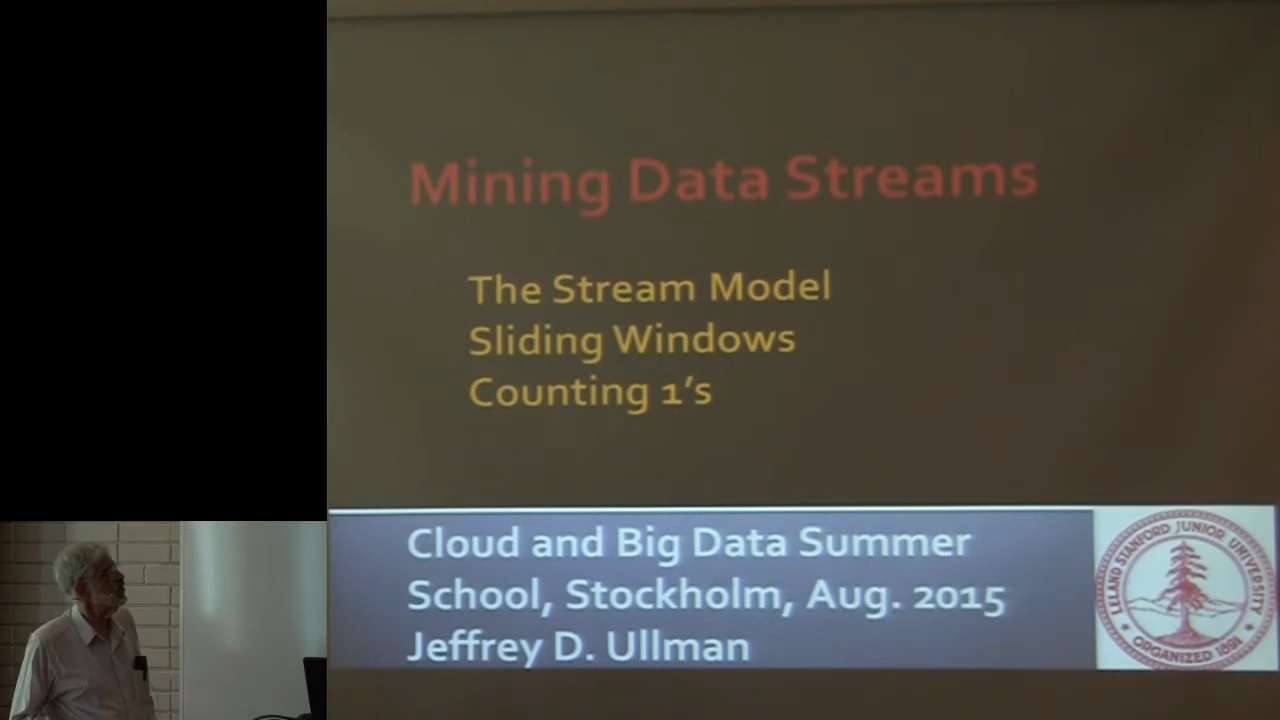 Mining Data Streams
The Stream Model
Sliding Windows
Counting 1's
Cloud and Big Data Summer
School, Stockholm, Aug. 2015
Jeffrey D. Ullman
LELAND STANFORD JUNIOR UNIVERSITY
ORGANIZED 1891